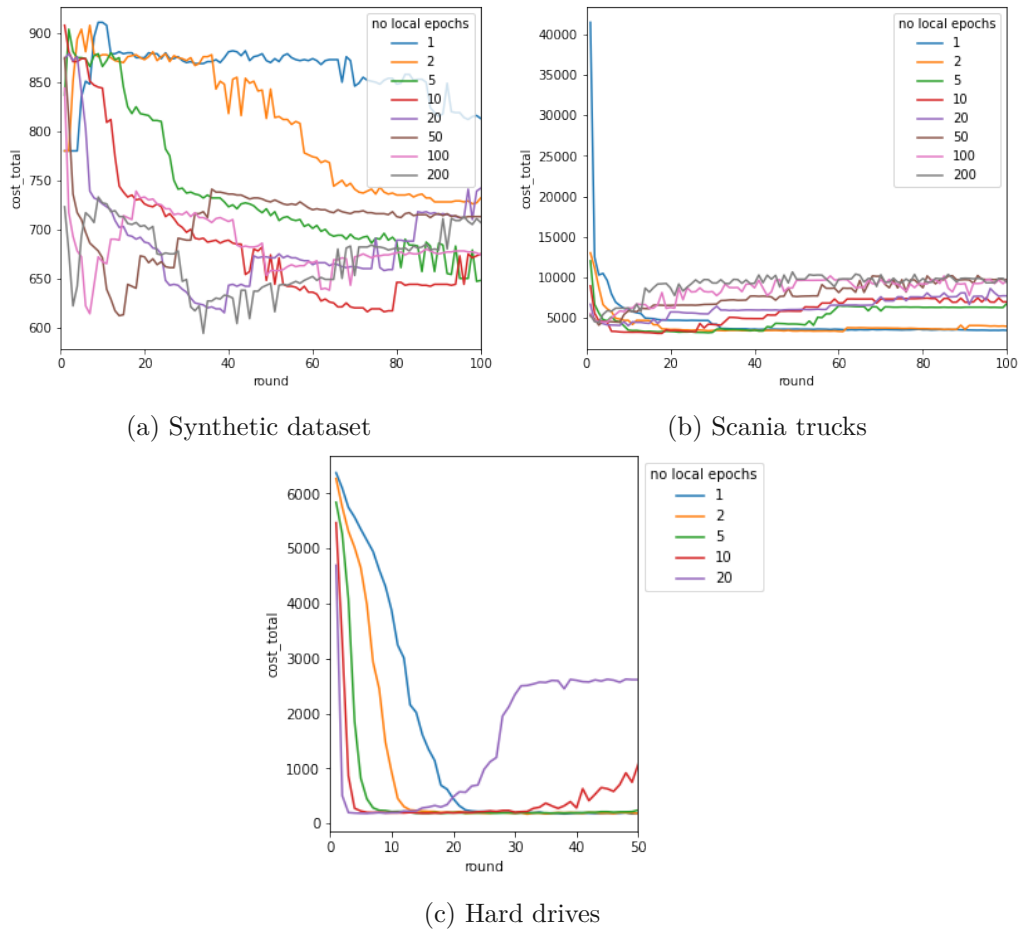 no local epochs
1
2
5
10
20
50
100
200
900
850
800
750
700
650
600
cost_total
0 20 40 60 80 100
round
(a) Synthetic dataset
no local epochs
1
2
5
10
20
50
100
200
40000
35000
30000
25000
20000
15000
10000
5000
cost_total
0 20 40 60 80 100
round
(b) Scania trucks
no local epochs
1
2
5
10
20
6000
5000
4000
3000
2000
1000
0
cost_total
0 10 20 30 40 50
round
(c) Hard drives